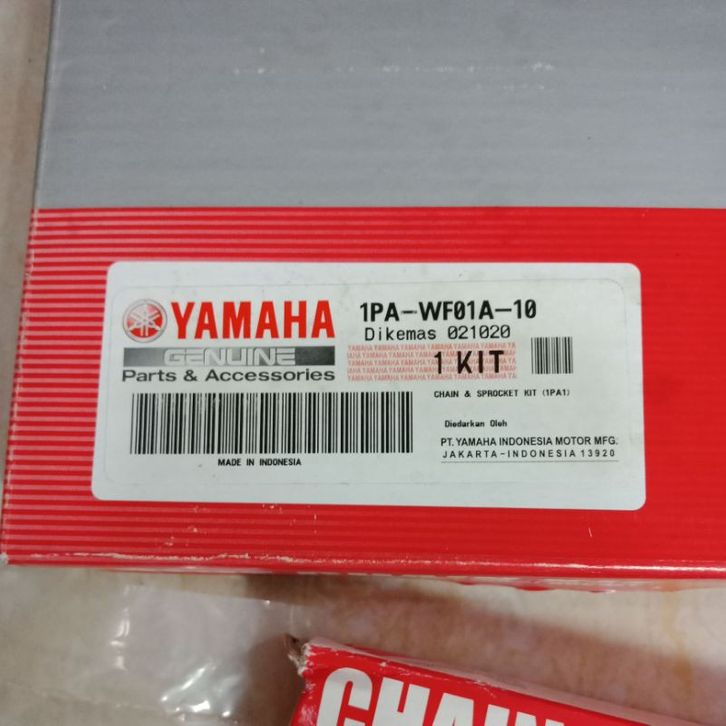 YAMAHA
GENUINE
Parts & Accessories
1PA-WF01A-10
Dikemas 021020
1 KIT
CHAIN & SPROCKET KIT (1PA1)
MADE IN INDONESIA
Diedarkan Oleh
PT. YAMAHA INDONESIA MOTOR MFG.
JAKARTA-INDONESIA 13920
CHAIN